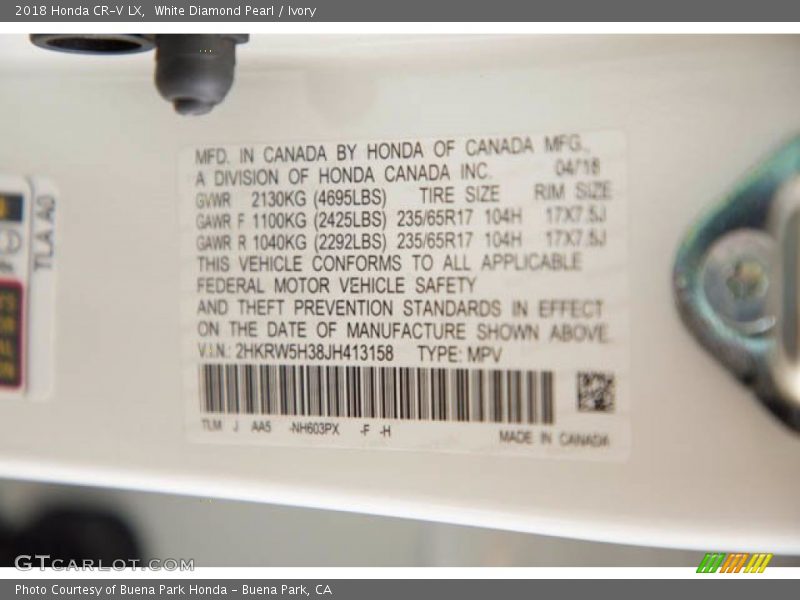 2018 Honda CR-V LX, White Diamond Pearl / Ivory
MFD. IN CANADA BY HONDA OF CANADA MFG.,
A DIVISION OF HONDA CANADA INC. 04/18
GVWR 2130KG (4695LBS) TIRE SIZE RIM SIZE
GAWR F 1100KG (2425LBS) 235/65R17 104H 17X7.5J
GAWR R 1040KG (2292LBS) 235/65R17 104H 17X7.5J
THIS VEHICLE CONFORMS TO ALL APPLICABLE
FEDERAL MOTOR VEHICLE SAFETY
AND THEFT PREVENTION STANDARDS IN EFFECT
ON THE DATE OF MANUFACTURE SHOWN ABOVE.
V.I.N.: 2HKRW5H38JH413158 TYPE: MPV
TLM J AA5 -NH603PX -F -H
MADE IN CANADA
TLA A0
GTCARLOT.COM
Photo Courtesy of Buena Park Honda - Buena Park, CA